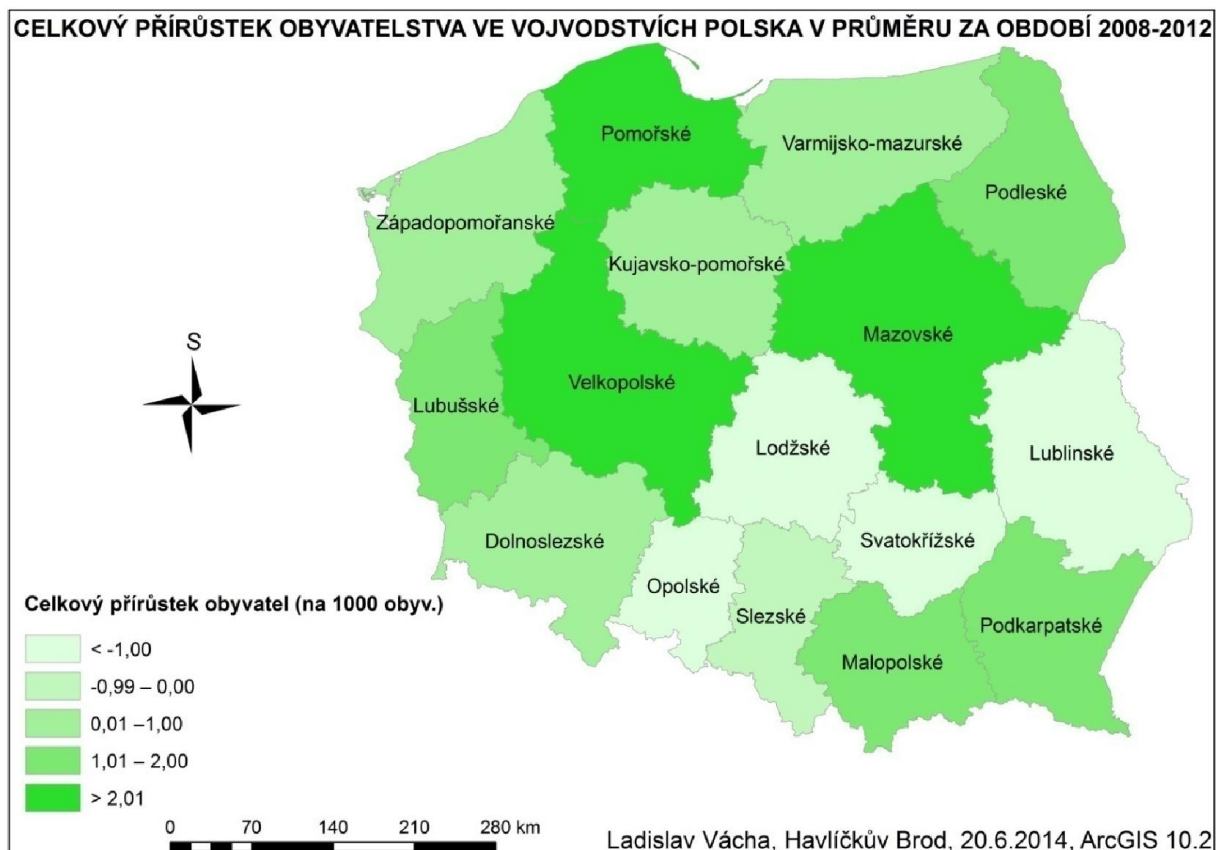 CELKOVÝ PŘÍRŮSTEK OBYVATELSTVA VE VOJVODSTVÍCH POLSKA V PRŮMĚRU ZA OBDOBÍ 2008-2012
Pomořské
Varmijsko-mazurské
Podleské
Západopomořanské
Kujavsko-pomořské
Mazovské
S
Velkopolské
Lubušské
Lodžské
Lublinské
Dolnoslezské
Svatokřížské
Opolské
Slezské
Podkarpatské
Malopolské
Celkový přírůstek obyvatel (na 1000 obyv.)
< -1,00
-0,99 – 0,00
0,01 –1,00
1,01 – 2,00
> 2,01
0 70 140 210 280 km
Ladislav Vácha, Havlíčkův Brod, 20.6.2014, ArcGIS 10.2